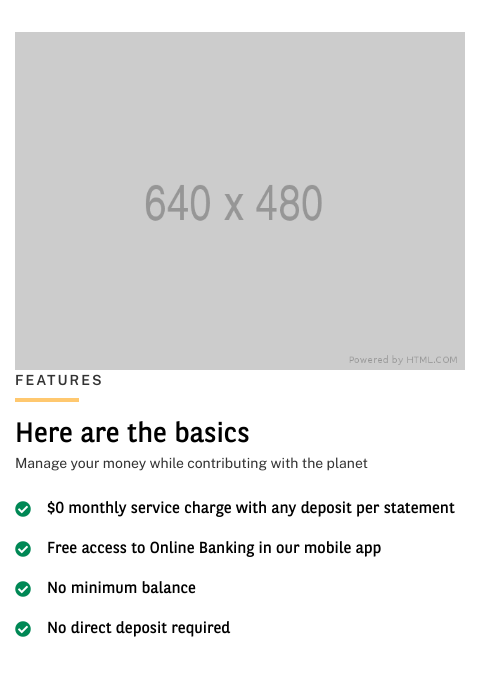 640 x 480
Powered by HTML.COM
FEATURES
Here are the basics
Manage your money while contributing with the planet
$0 monthly service charge with any deposit per statement
Free access to Online Banking in our mobile app
No minimum balance
No direct deposit required